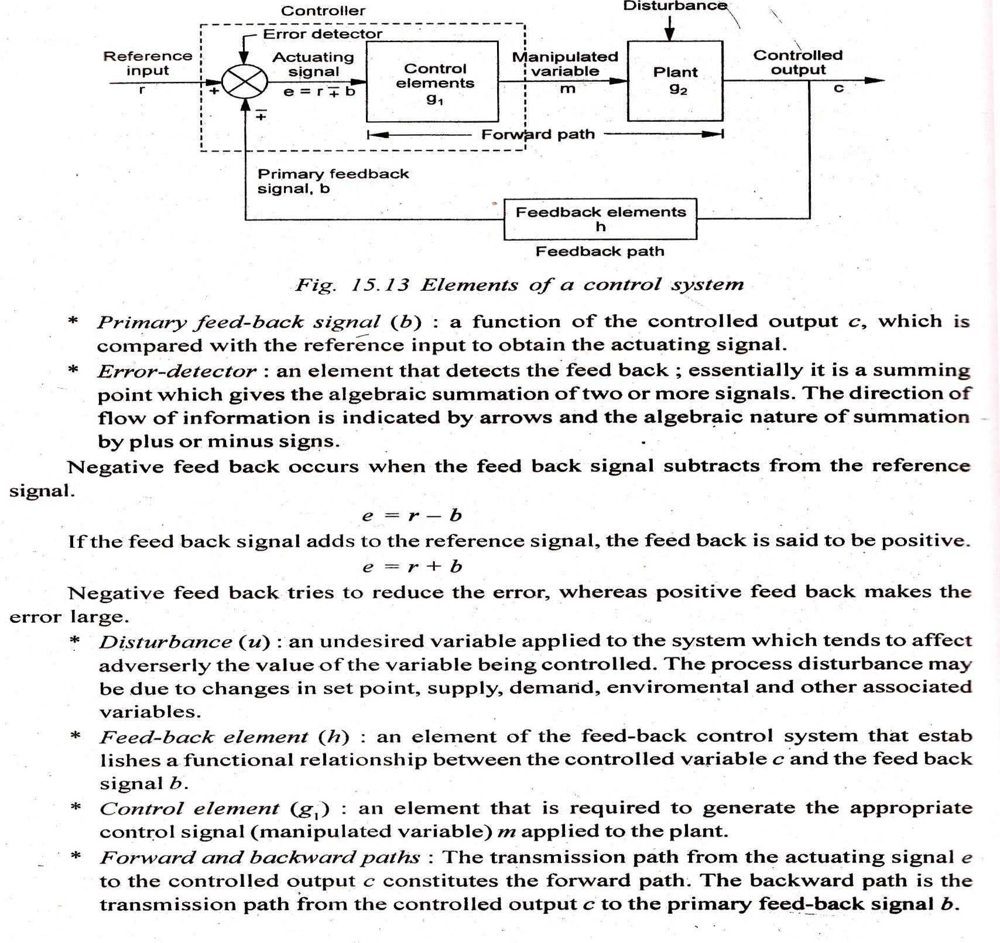 Controller
Disturbance
Error detector
Reference
input
r
+
∓
Actuating
signal
e = r ∓ b
Control
elements
g₁
Manipulated
variable
m
Plant
g₂
Controlled
output
c
Forward path
Primary feedback
signal, b
Feedback elements
h
Feedback path
Fig. 15.13 Elements of a control system
* Primary feed-back signal (b) : a function of the controlled output c, which is
compared with the reference input to obtain the actuating signal.
* Error-detector : an element that detects the feed back ; essentially it is a summing
point which gives the algebraic summation of two or more signals. The direction of
flow of information is indicated by arrows and the algebraic nature of summation
by plus or minus signs.
Negative feed back occurs when the feed back signal subtracts from the reference
signal.
e = r – b
If the feed back signal adds to the reference signal, the feed back is said to be positive.
e = r + b
Negative feed back tries to reduce the error, whereas positive feed back makes the
error large.
* Disturbance (u) : an undesired variable applied to the system which tends to affect
adverserly the value of the variable being controlled. The process disturbance may
be due to changes in set point, supply, demand, enviromental and other associated
variables.
* Feed-back element (h) : an element of the feed-back control system that estab
lishes a functional relationship between the controlled variable c and the feed back
signal b.
* Control element (g₁) : an element that is required to generate the appropriate
control signal (manipulated variable) m applied to the plant.
* Forward and backward paths : The transmission path from the actuating signal e
to the controlled output c constitutes the forward path. The backward path is the
transmission path from the controlled output c to the primary feed-back signal b.